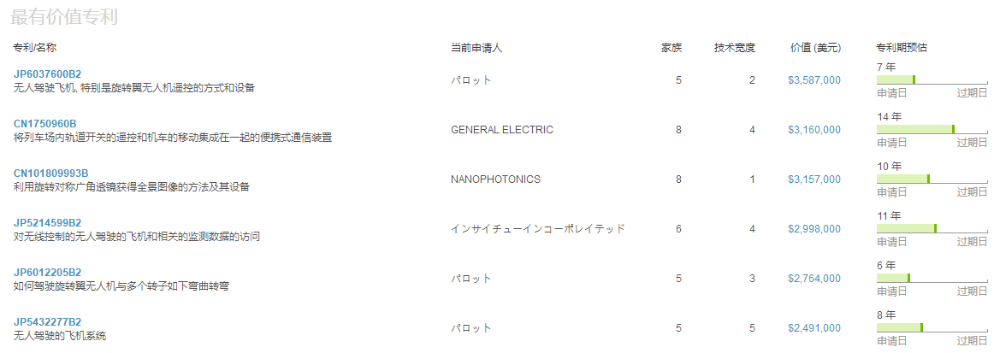 最有价值专利
专利/名称 当前申请人 家族 技术宽度 价值 (美元) 专利期预估
JP6037600B2
无人驾驶飞机, 特别是旋转翼无人机遥控的方式和设备
パロット 5 2 $3,587,000
7 年
申请日 过期日
CN1750960B
将列车场内轨道开关的遥控和机车的移动集成在一起的便携式通信装置
GENERAL ELECTRIC 8 4 $3,160,000
14 年
申请日 过期日
CN101809993B
利用旋转对称广角透镜获得全景图像的方法及其设备
NANOPHOTONICS 8 1 $3,157,000
10 年
申请日 过期日
JP5214599B2
对无线控制的无人驾驶的飞机和相关的监测数据的访问
インサイチューインコーポレイテッド 6 4 $2,998,000
11 年
申请日 过期日
JP6012205B2
如何驾驶旋转翼无人机与多个转子如下弯曲转弯
パロット 5 3 $2,764,000
6 年
申请日 过期日
JP5432277B2
无人驾驶的飞机系统
パロット 5 5 $2,491,000
8 年
申请日 过期日